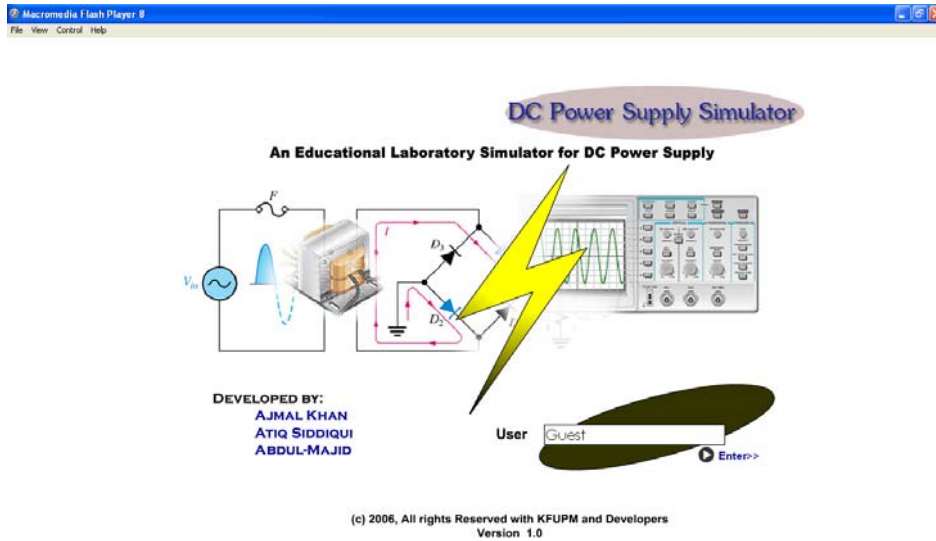 Macromedia Flash Player 8
File View Control Help
DC Power Supply Simulator
An Educational Laboratory Simulator for DC Power Supply
F
I
D3
Vin
D2
DEVELOPED BY:
AJMAL KHAN
ATIQ SIDDIQUI
ABDUL-MAJID
User Guest
Enter>>
(c) 2006, All rights Reserved with KFUPM and Developers
Version 1.0